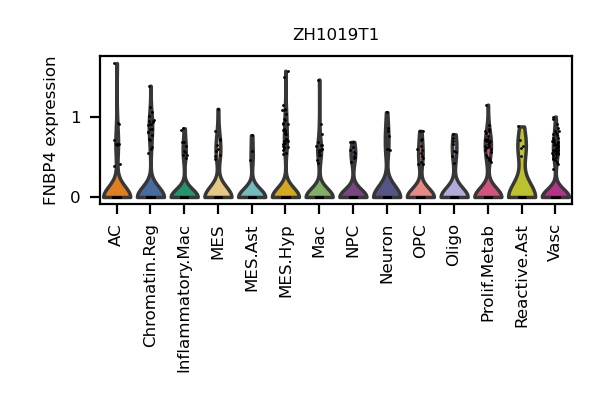 ZH1019T1
FNBP4 expression
1
0
AC
Chromatin.Reg
Inflammatory.Mac
MES
MES.Ast
MES.Hyp
Mac
NPC
Neuron
OPC
Oligo
Prolif.Metab
Reactive.Ast
Vasc